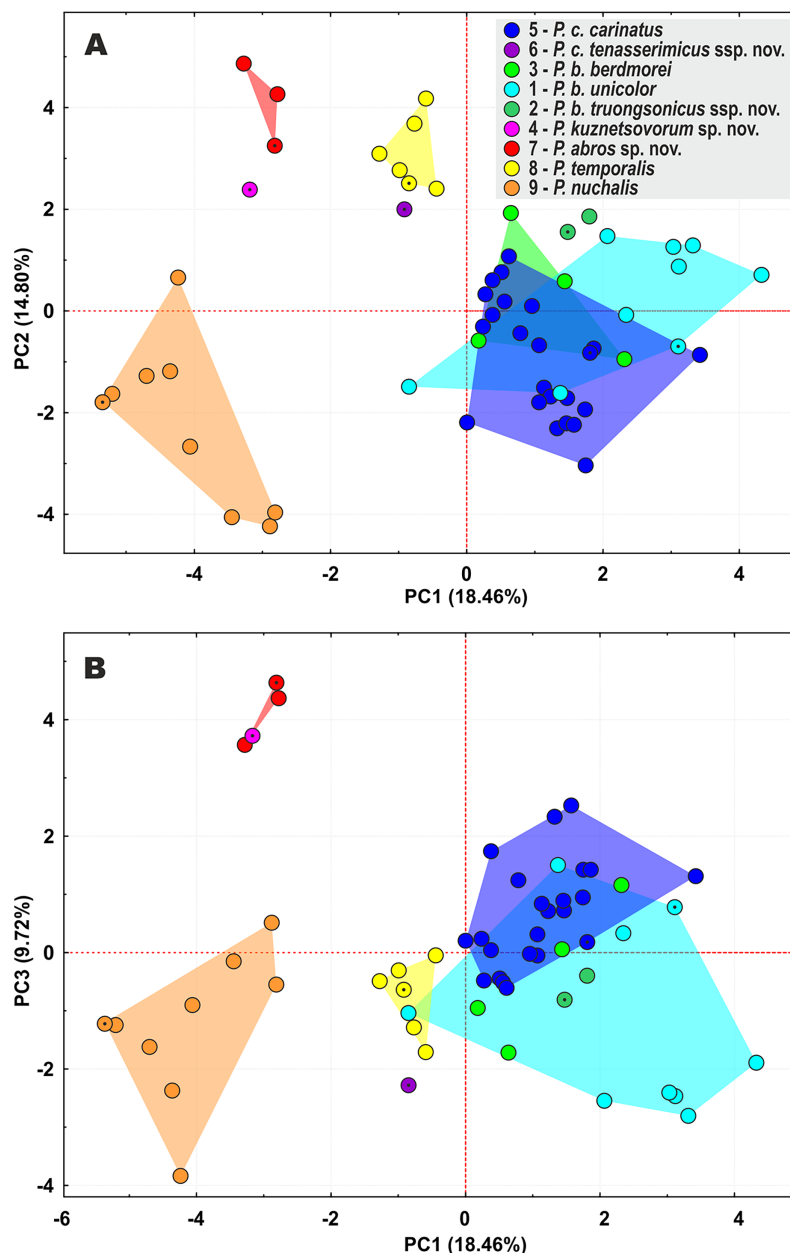 A
5 - P. c. carinatus
6 - P. c. tenasserimicus ssp. nov.
3 - P. b. berdmorei
1 - P. b. unicolor
2 - P. b. truongsonicus ssp. nov.
4 - P. kuznetsovorum sp. nov.
7 - P. abros sp. nov.
8 - P. temporalis
9 - P. nuchalis
4
2
0
-2
-4
PC2 (14.80%)
-4 -2 0 2 4
PC1 (18.46%)
B
4
2
0
-2
-4
PC3 (9.72%)
-6 -4 -2 0 2 4
PC1 (18.46%)